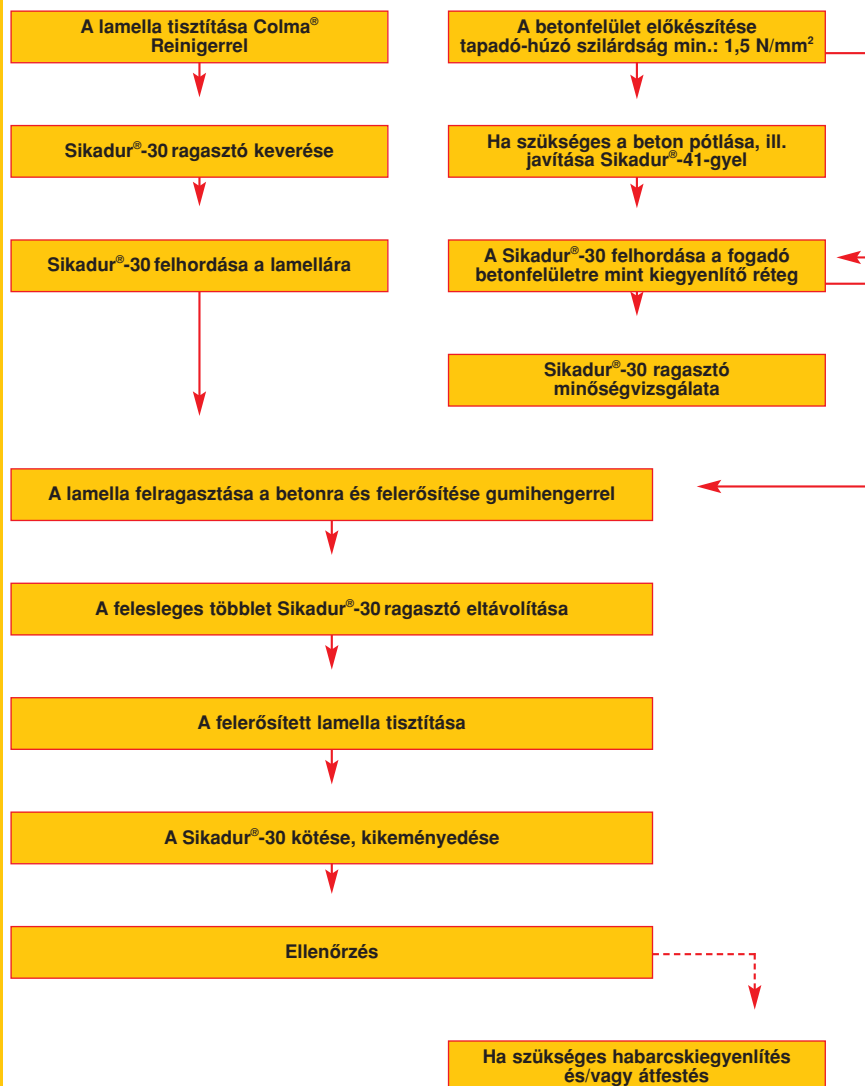 A lamella tisztítása Colma®
Reinigerrel
A betonfelület előkészítése
tapadó-húzó szilárdság min.: 1,5 N/mm²
Sikadur®-30 ragasztó keverése
Ha szükséges a beton pótlása, ill.
javítása Sikadur®-41-gyel
Sikadur®-30 felhordása a lamellára
A Sikadur®-30 felhordása a fogadó
betonfelületre mint kiegyenlítő réteg
Sikadur®-30 ragasztó
minőségvizsgálata
A lamella felragasztása a betonra és felerősítése gumihengerrel
A felesleges többlet Sikadur®-30 ragasztó eltávolítása
A felerősített lamella tisztítása
A Sikadur®-30 kötése, kikeményedése
Ellenőrzés
Ha szükséges habarcskiegyenlítés
és/vagy átfestés